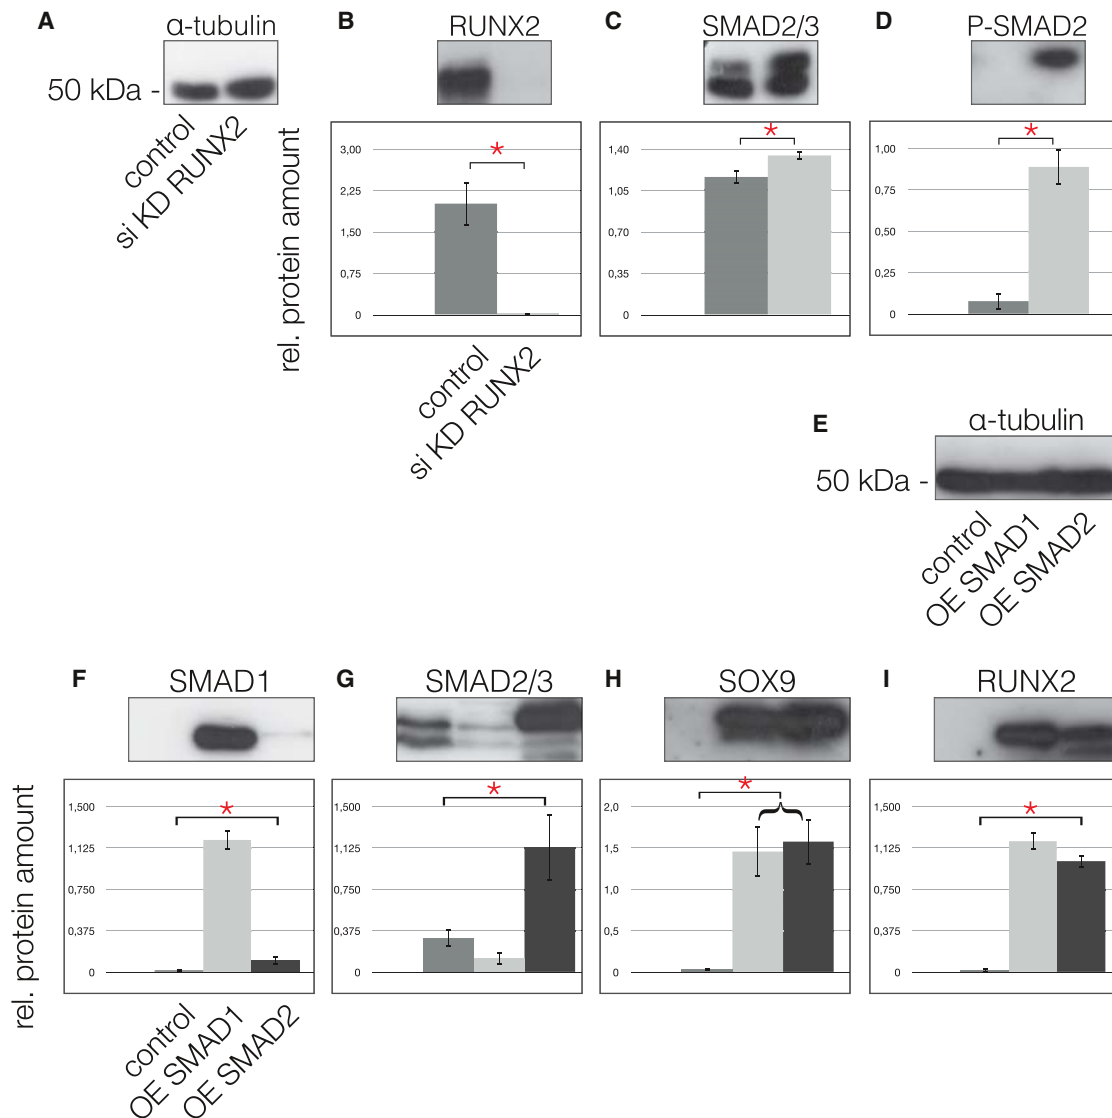 A
α-tubulin
50 kDa -
control
si KD RUNX2
B
RUNX2
rel. protein amount
*
3,00
2,25
1,50
0,75
0
control
si KD RUNX2
C
SMAD2/3
*
1,40
1,05
0,70
0,35
0
D
P-SMAD2
*
1,00
0,75
0,50
0,25
0
E
α-tubulin
50 kDa -
control
OE SMAD1
OE SMAD2
F
SMAD1
rel. protein amount
*
1,500
1,125
0,750
0,375
0
control
OE SMAD1
OE SMAD2
G
SMAD2/3
*
1,500
1,125
0,750
0,375
0
H
SOX9
*
2,0
1,5
1,0
0,5
0
I
RUNX2
*
1,500
1,125
0,750
0,375
0